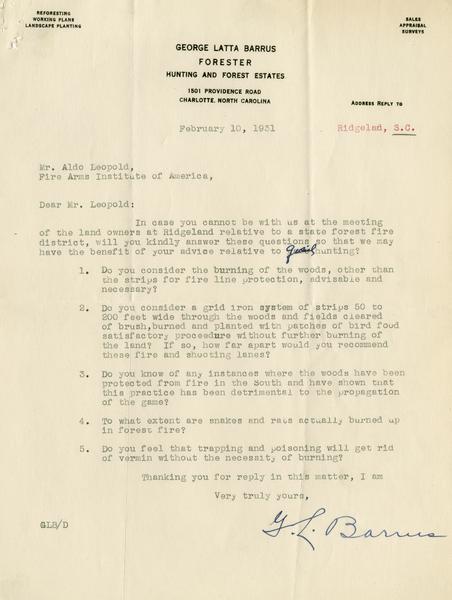 REFORESTING
WORKING PLANS
LANDSCAPE PLANTING
SALES
APPRAISAL
SURVEYS
GEORGE LATTA BARRUS
FORESTER
HUNTING AND FOREST ESTATES
1501 PROVIDENCE ROAD
CHARLOTTE, NORTH CAROLINA
ADDRESS REPLY TO
February 10, 1931
Ridgelad, S.C.
Mr. Aldo Leopold,
Fire Arms Institute of America,
Dear Mr. Leopold:
In case you cannot be with us at the meeting
of the land owners at Ridgeland relative to a state forest fire
district, will you kindly answer these questions so that we may
have the benefit of your advice relative to quail hunting?
1. Do you consider the burning of the woods, other than
the strips for fire line protection, advisable and
necessary?
2. Do you consider a grid iron system of strips 50 to
200 feet wide through the woods and fields cleared
of brush, burned and planted with patches of bird food
satisfactory proceedure without further burning of
the land? If so, how far apart would you recommend
these fire and shooting lanes?
3. Do you know of any instances where the woods have been
protected from fire in the South and have shown that
this practice has been detrimental to the propagation
of the game?
4. To what extent are snakes and rats actually burned up
in forest fire?
5. Do you feel that trapping and poisoning will get rid
of vermin without the necessity of burning?
Thanking you for reply in this matter, I am
Very truly yours,
GLB/D
G. L. Barrus